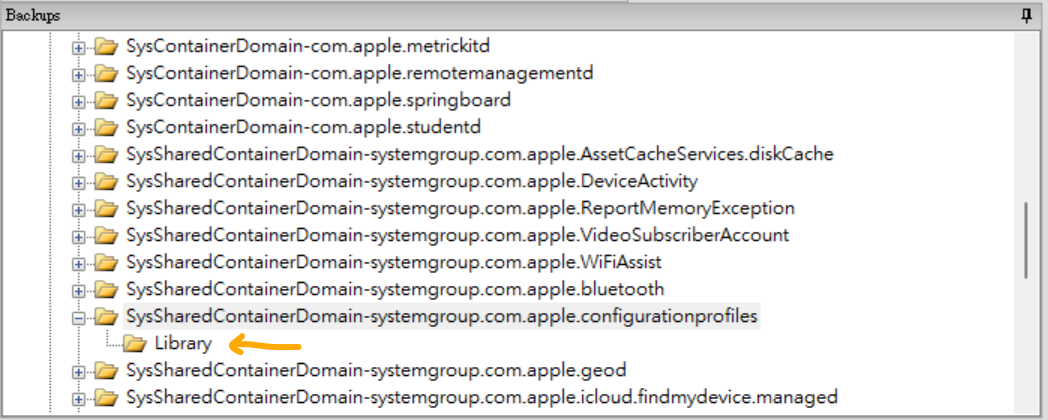 Backups
SysContainerDomain-com.apple.metrickitd
SysContainerDomain-com.apple.remotemanagementd
SysContainerDomain-com.apple.springboard
SysContainerDomain-com.apple.studentd
SysSharedContainerDomain-systemgroup.com.apple.AssetCacheServices.diskCache
SysSharedContainerDomain-systemgroup.com.apple.DeviceActivity
SysSharedContainerDomain-systemgroup.com.apple.ReportMemoryException
SysSharedContainerDomain-systemgroup.com.apple.VideoSubscriberAccount
SysSharedContainerDomain-systemgroup.com.apple.WiFiAssist
SysSharedContainerDomain-systemgroup.com.apple.bluetooth
SysSharedContainerDomain-systemgroup.com.apple.configurationprofiles
Library
SysSharedContainerDomain-systemgroup.com.apple.geod
SysSharedContainerDomain-systemgroup.com.apple.icloud.findmydevice.managed